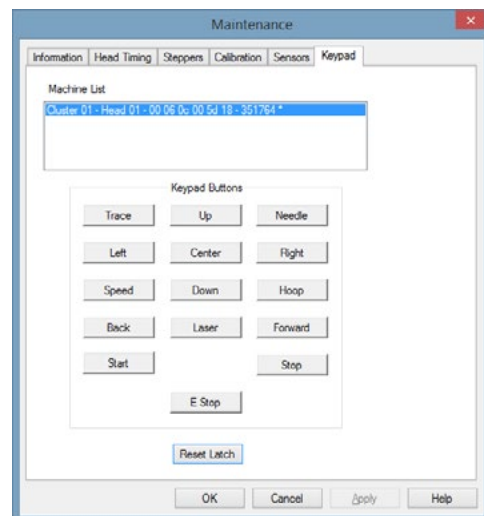 Maintenance
Information Head Timing Steppers Calibration Sensors Keypad
Machine List
Cluster 01 - Head 01 - 00 06 0c 00 5d 18 - 351764 *
Keypad Buttons
Trace Up Needle
Left Center Right
Speed Down Hoop
Back Laser Forward
Start Stop
E Stop
Reset Latch
OK Cancel Apply Help